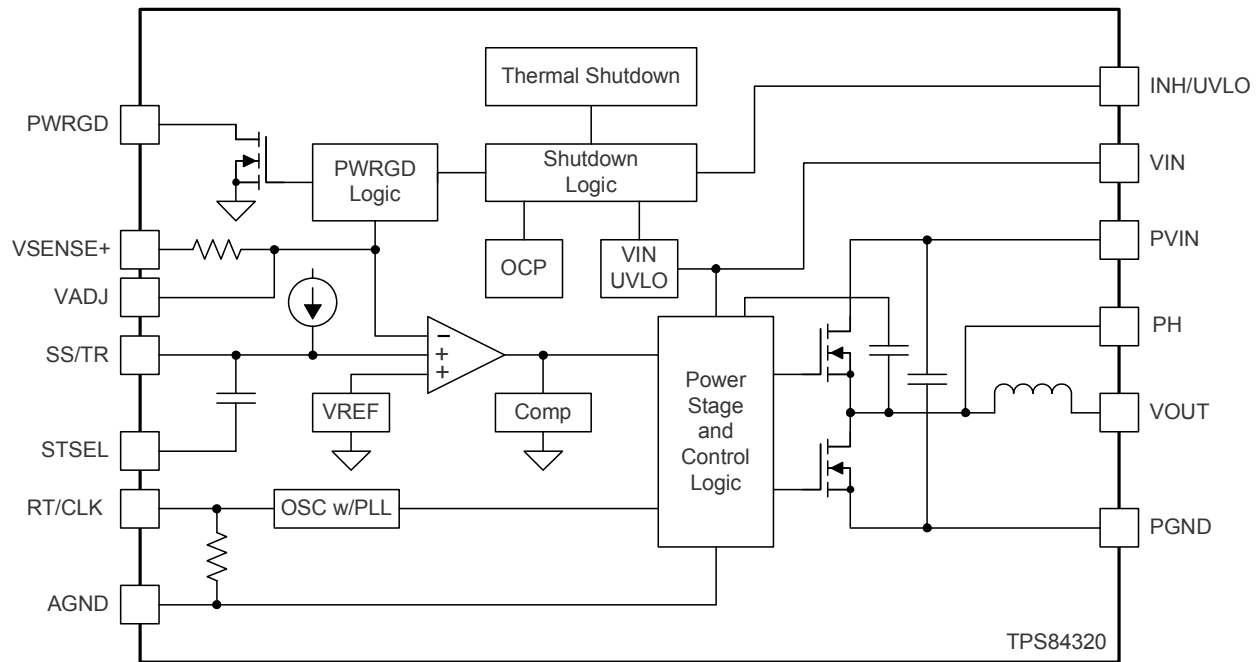 Thermal Shutdown
INH/UVLO
PWRGD
PWRGD
Logic
Shutdown
Logic
VIN
VSENSE+
OCP
VIN
UVLO
PVIN
VADJ
PH
SS/TR
−
+
+
VREF
Comp
Power
Stage
and
Control
Logic
VOUT
STSEL
RT/CLK
OSC w/PLL
PGND
AGND
TPS84320